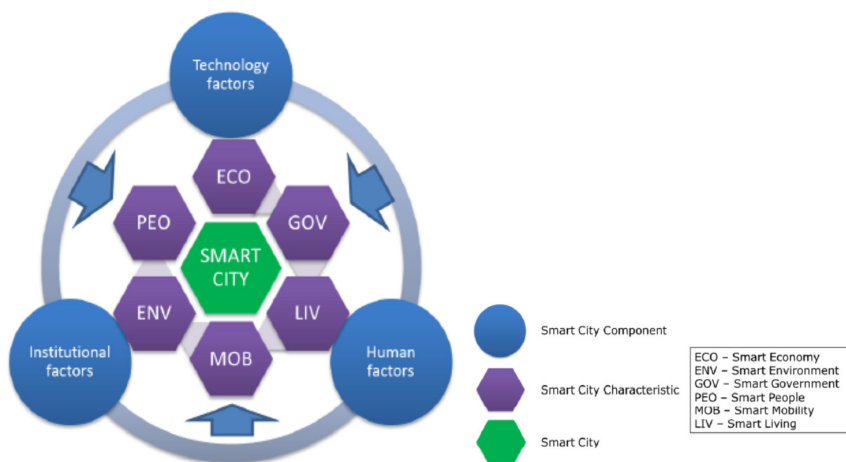 Technology
factors
ECO
PEO
GOV
SMART
CITY
ENV
LIV
MOB
Institutional
factors
Human
factors
Smart City Component
Smart City Characteristic
Smart City
ECO – Smart Economy
ENV – Smart Environment
GOV – Smart Government
PEO – Smart People
MOB – Smart Mobility
LIV – Smart Living